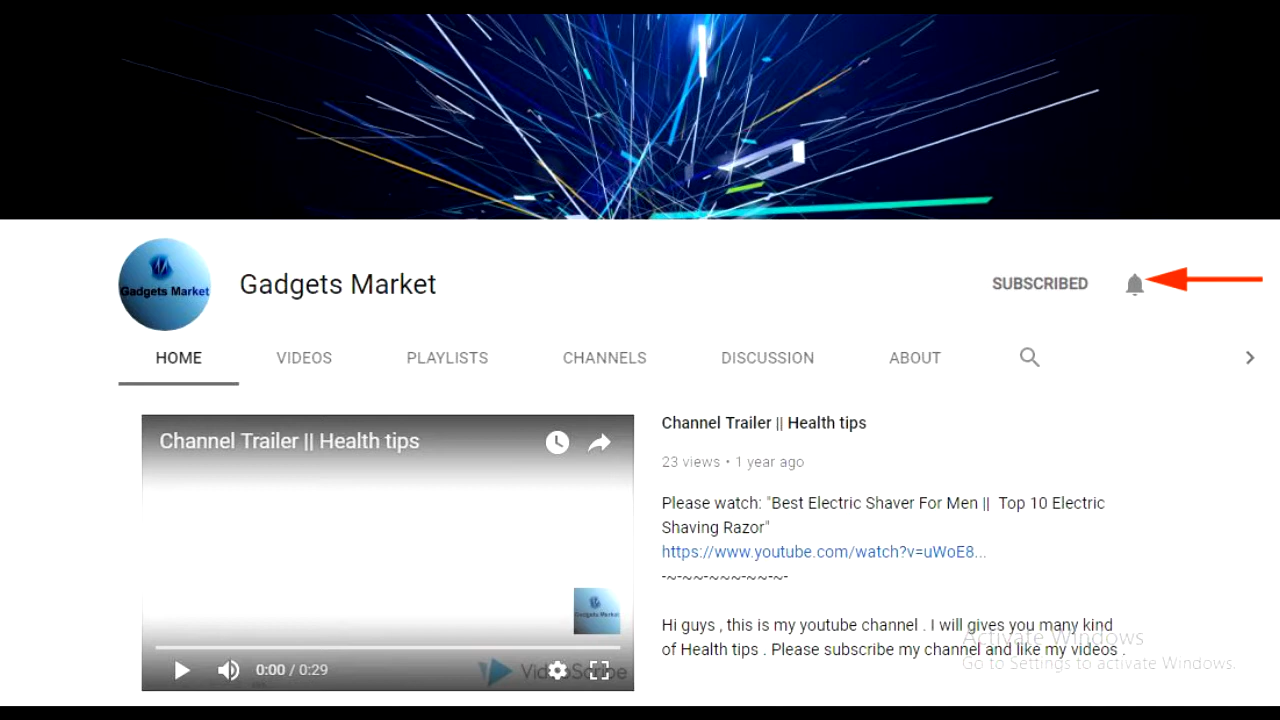 Gadgets Market
Gadgets Market
SUBSCRIBED
HOME
VIDEOS
PLAYLISTS
CHANNELS
DISCUSSION
ABOUT
Channel Trailer || Health tips
Gadgets Market
0:00 / 0:29
VideoScribe
Channel Trailer || Health tips
23 views • 1 year ago
Please watch: "Best Electric Shaver For Men || Top 10 Electric
Shaving Razor"
https://www.youtube.com/watch?v=uWoE8...
-~-~~-~~~-~~-~-
Hi guys , this is my youtube channel . I will gives you many kind
of Health tips . Please subscribe my channel and like my videos .
Activate Windows
Go to Settings to activate Windows.